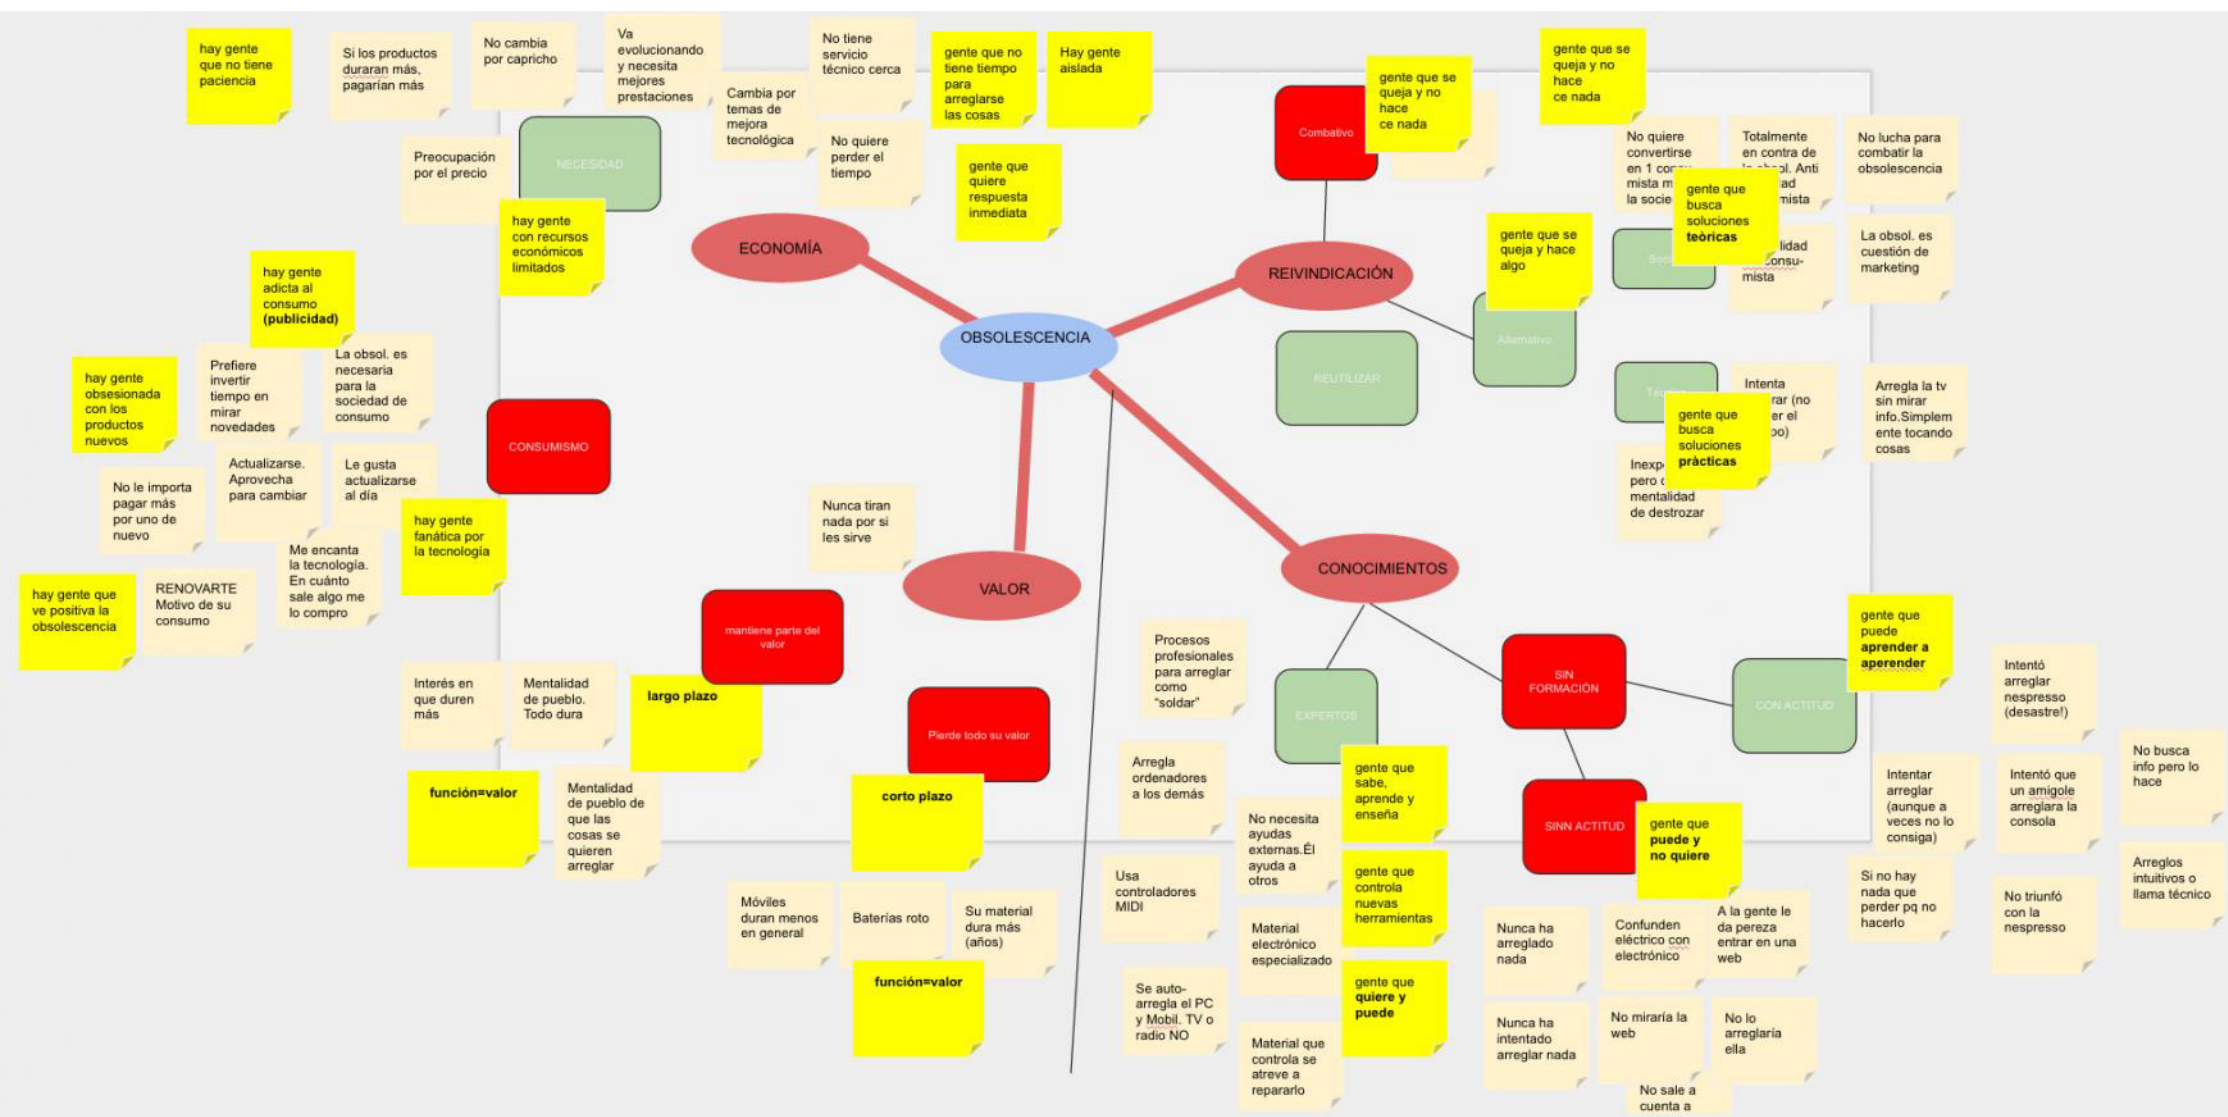 hay gente
que no tiene
paciencia
Si los productos
duraran más,
pagarían más
No cambia
por capricho
Va
evolucionando
y necesita
mejores
prestaciones
Cambia por
temas de
mejora
tecnológica
No tiene
servicio
técnico cerca
No quiere
perder el
tiempo
gente que no
tiene tiempo
para
arreglarse
las cosas
Hay gente
aislada
gente que
quiere
respuesta
inmediata
Preocupación
por el precio
NECESIDAD
hay gente
con recursos
económicos
limitados
ECONOMÍA
hay gente
adicta al
consumo
(publicidad)
hay gente
obsesionada
con los
productos
nuevos
Prefiere
invertir
tiempo en
mirar
novedades
La obsol. es
necesaria
para la
sociedad de
consumo
CONSUMISMO
No le importa
pagar más
por uno de
nuevo
Actualizarse.
Aprovecha
para cambiar
Le gusta
actualizarse
al día
hay gente
fanática por
la tecnología
Me encanta
la tecnología.
En cuánto
sale algo me
lo compro
hay gente que
ve positiva la
obsolescencia
RENOVARTE
Motivo de su
consumo
OBSOLESCENCIA
Combativo
gente que se
queja y no
hace
ce nada
gente que se
queja y no
hace
ce nada
REIVINDICACIÓN
gente que se
queja y hace
algo
Alternativo
REUTILIZAR
No quiere
convertirse
en 1
mista
la
Totalmente
en contra de
Anti
No lucha para
combatir la
obsolescencia
gente que
busca
soluciones
teòricas
mista
La obsol. es
cuestión de
marketing
Intenta
(no
el
gente que
busca
soluciones
pràcticas
Arregla la tv
sin mirar
info.Simplem
ente tocando
cosas
pero
mentalidad
de destrozar
Nunca tiran
nada por si
les sirve
VALOR
mantiene parte del
valor
Interés en
que duren
más
Mentalidad
de pueblo.
Todo dura
largo plazo
función=valor
Mentalidad
de pueblo de
que las
cosas se
quieren
arreglar
Pierde todo su valor
corto plazo
Móviles
duran menos
en general
Baterías roto
Su material
dura más
(años)
función=valor
CONOCIMIENTOS
Procesos
profesionales
para arreglar
como
“soldar”
EXPERTOS
Arregla
ordenadores
a los demás
gente que
sabe,
aprende y
enseña
No necesita
ayudas
externas.Él
ayuda a
otros
Usa
controladores
MIDI
gente que
controla
nuevas
herramientas
Material
electrónico
especializado
Se auto-
arregla el PC
y Mobil. TV o
radio NO
gente que
quiere y
puede
Material que
controla se
atreve a
repararlo
SIN
FORMACIÓN
CON ACTITUD
gente que
puede
aprender a
aperender
SINN ACTITUD
gente que
puede y
no quiere
Intentó
arreglar
nespresso
(desastre!)
Intentar
arreglar
(aunque a
veces no lo
consiga)
Intentó que
un amigole
arreglara la
consola
No busca
info pero lo
hace
Si no hay
nada que
perder pq no
hacerlo
No triunfó
con la
nespresso
Arreglos
intuitivos o
llama técnico
Nunca ha
arreglado
nada
Confunden
eléctrico con
electrónico
A la gente le
da pereza
entrar en una
web
Nunca ha
intentado
arreglar nada
No miraría la
web
No lo
arreglaría
ella
No sale a
cuenta a